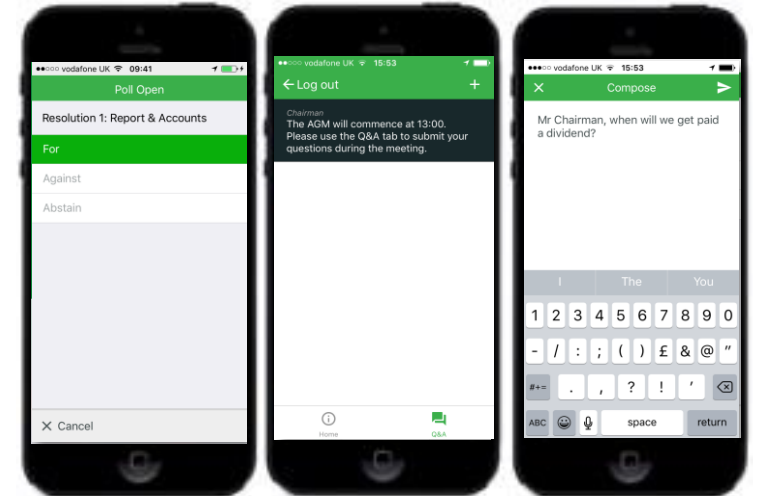 vodafone UK 09:41
Poll Open
Resolution 1: Report & Accounts
For
Against
Abstain
Cancel
vodafone UK 15:53
Log out +
Chairman
The AGM will commence at 13:00.
Please use the Q&A tab to submit your
questions during the meeting.
Home Q&A
vodafone UK 15:53
Compose
Mr Chairman, when will we get paid
a dividend?
I The You
1 2 3 4 5 6 7 8 9 0
- / : ; ( ) £ & @ "
#+= . , ? ! '
ABC space return